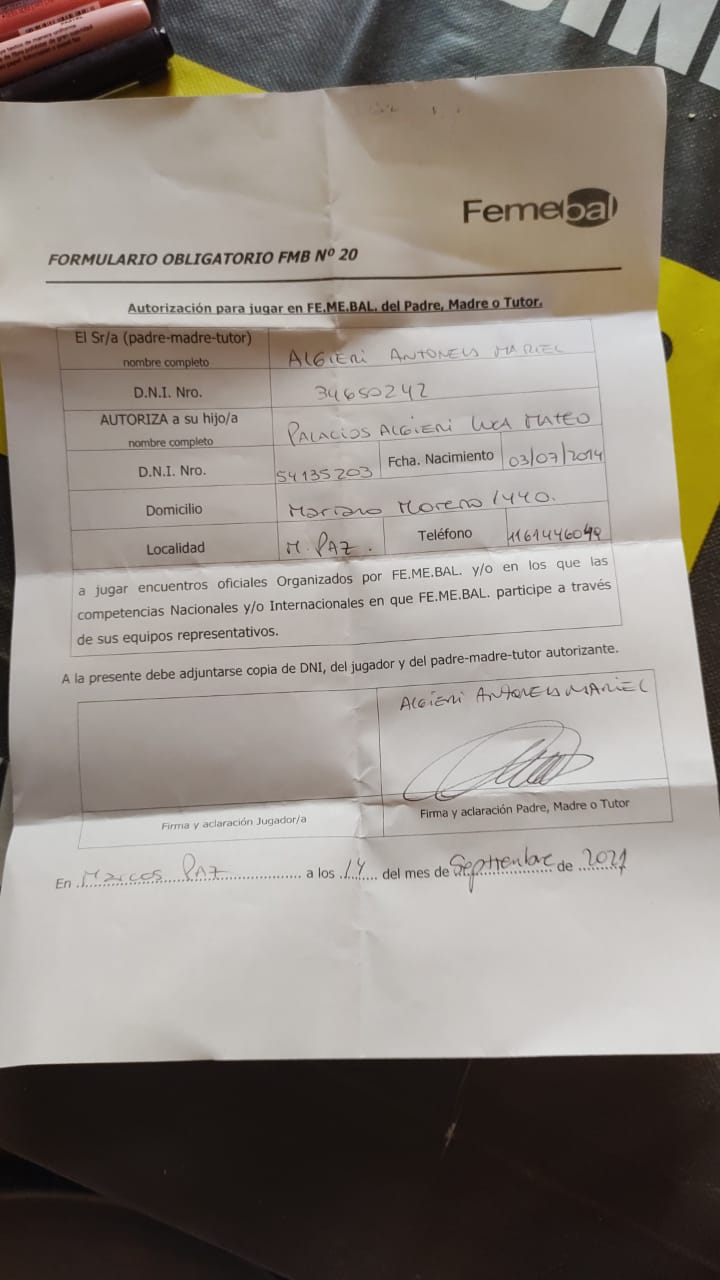 Femebal
FORMULARIO OBLIGATORIO FMB Nº 20
Autorización para jugar en FE.ME.BAL. del Padre, Madre o Tutor.
El Sr/a (padre-madre-tutor)
nombre completo
ALGIERI ANTONELA MARIEL
D.N.I. Nro. 34650242
AUTORIZA a su hijo/a
nombre completo
PALACIOS ALGIERI LUCA MATEO
D.N.I. Nro. 54135203 Fcha. Nacimiento 03/07/2014
Domicilio Mariano Moreno 1440.
Localidad M. PAZ. Teléfono
a jugar encuentros oficiales Organizados por FE.ME.BAL. y/o en los que las
competencias Nacionales y/o Internacionales en que FE.ME.BAL. participe a través
de sus equipos representativos.
A la presente debe adjuntarse copia de DNI, del jugador y del padre-madre-tutor autorizante.
ALGIERI ANTONELA MARIEL
Firma y aclaración Jugador/a Firma y aclaración Padre, Madre o Tutor
En Marcos PAZ a los 14 del mes de Septiembre de 2021